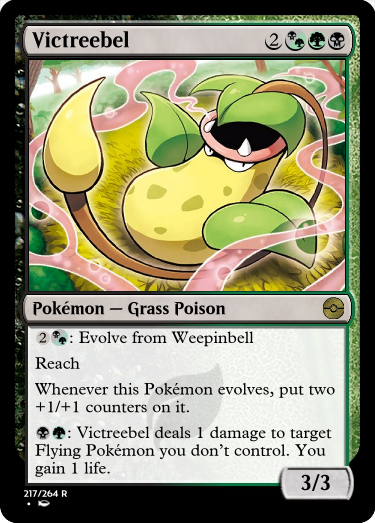 Victreebel 2
Pokémon — Grass Poison
2 : Evolve from Weepinbell
Reach
Whenever this Pokémon evolves, put two
+1/+1 counters on it.
: Victreebel deals 1 damage to target
Flying Pokémon you don't control. You
gain 1 life.
3/3
217/264 R